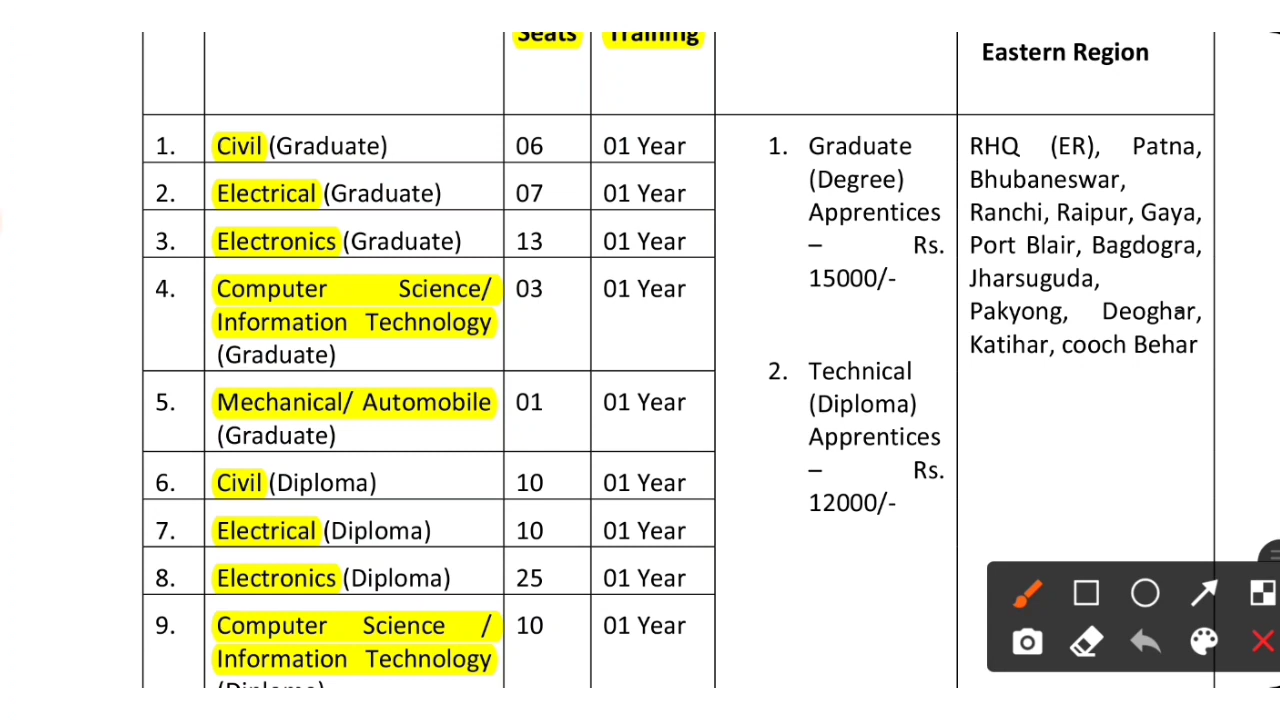 Seats Training
Eastern Region
1. Civil (Graduate) 06 01 Year
2. Electrical (Graduate) 07 01 Year
3. Electronics (Graduate) 13 01 Year
4. Computer Science/ 03 01 Year
Information Technology
(Graduate)
5. Mechanical/ Automobile 01 01 Year
(Graduate)
6. Civil (Diploma) 10 01 Year
7. Electrical (Diploma) 10 01 Year
8. Electronics (Diploma) 25 01 Year
9. Computer Science / 10 01 Year
Information Technology
(Diploma)
1. Graduate
(Degree)
Apprentices
– Rs.
15000/-
2. Technical
(Diploma)
Apprentices
– Rs.
12000/-
RHQ (ER), Patna,
Bhubaneswar,
Ranchi, Raipur, Gaya,
Port Blair, Bagdogra,
Jharsuguda,
Pakyong, Deoghar,
Katihar, cooch Behar